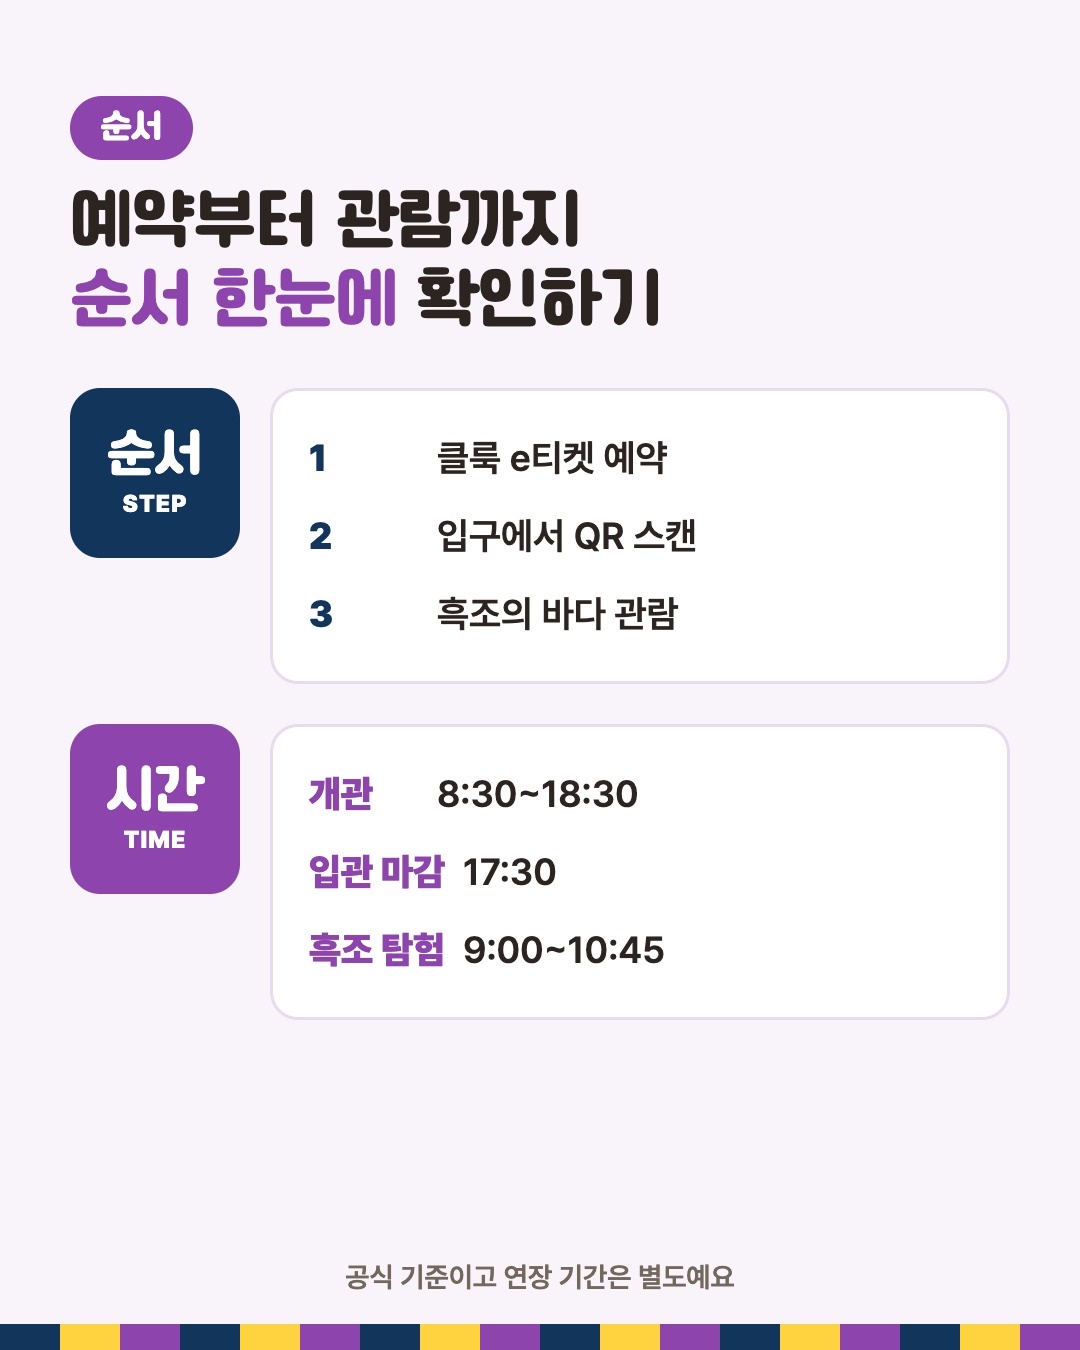 순서
예약부터 관람까지
순서 한눈에 확인하기
순서
STEP
1 클룩 e티켓 예약
2 입구에서 QR 스캔
3 흑조의 바다 관람
시간
TIME
개관 8:30~18:30
입관 마감 17:30
흑조 탐험 9:00~10:45
공식 기준이고 연장 기간은 별도예요